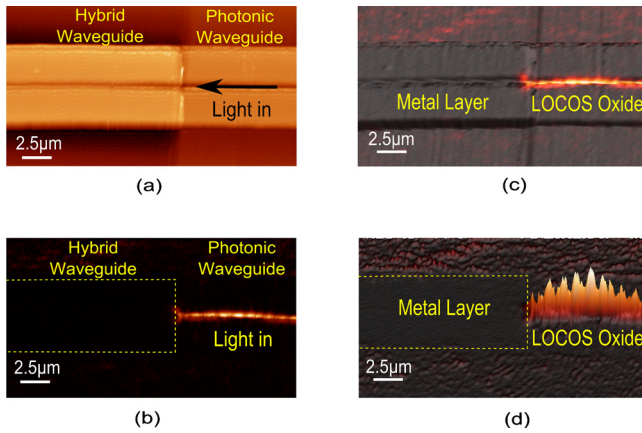 Hybrid
Waveguide
Photonic
Waveguide
Light in
2.5μm
(a)
Metal Layer
LOCOS Oxide
2.5μm
(c)
Hybrid
Waveguide
Photonic
Waveguide
Light in
2.5μm
(b)
Metal Layer
LOCOS Oxide
2.5μm
(d)